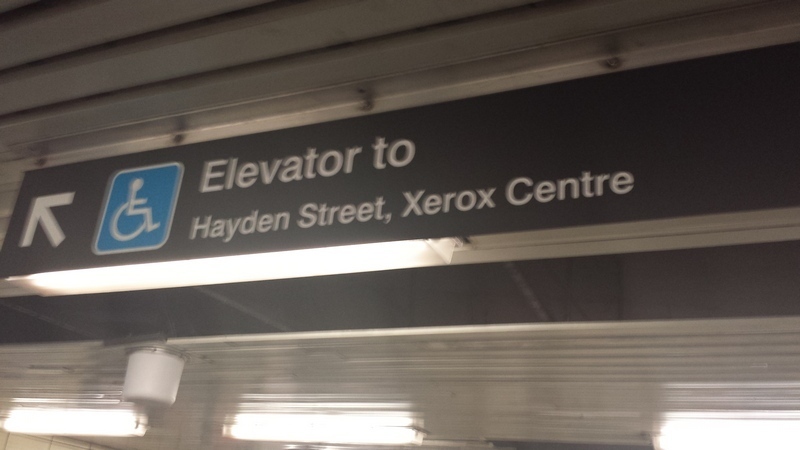 Elevator to
Hayden Street, Xerox Centre